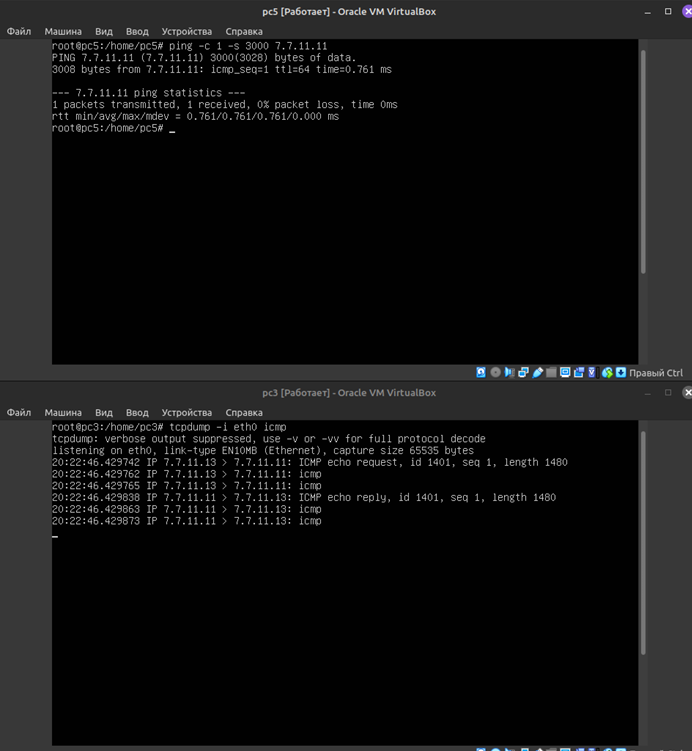 pc5 [Работает] - Oracle VM VirtualBox
Файл Машина Вид Ввод Устройства Справка
root@pc5:/home/pc5# ping -c 1 -s 3000 7.7.11.11
PING 7.7.11.11 (7.7.11.11) 3000(3028) bytes of data.
3008 bytes from 7.7.11.11: icmp_seq=1 ttl=64 time=0.761 ms
--- 7.7.11.11 ping statistics ---
1 packets transmitted, 1 received, 0% packet loss, time 0ms
rtt min/avg/max/mdev = 0.761/0.761/0.761/0.000 ms
root@pc5:/home/pc5# _
Правый Ctrl
pc3 [Работает] - Oracle VM VirtualBox
Файл Машина Вид Ввод Устройства Справка
root@pc3:/home/pc3# tcpdump -i eth0 icmp
tcpdump: verbose output suppressed, use -v or -vv for full protocol decode
listening on eth0, link-type EN10MB (Ethernet), capture size 65535 bytes
20:22:46.429742 IP 7.7.11.13 > 7.7.11.11: ICMP echo request, id 1401, seq 1, length 1480
20:22:46.429762 IP 7.7.11.13 > 7.7.11.11: icmp
20:22:46.429765 IP 7.7.11.13 > 7.7.11.11: icmp
20:22:46.429838 IP 7.7.11.11 > 7.7.11.13: ICMP echo reply, id 1401, seq 1, length 1480
20:22:46.429863 IP 7.7.11.11 > 7.7.11.13: icmp
20:22:46.429873 IP 7.7.11.11 > 7.7.11.13: icmp
_